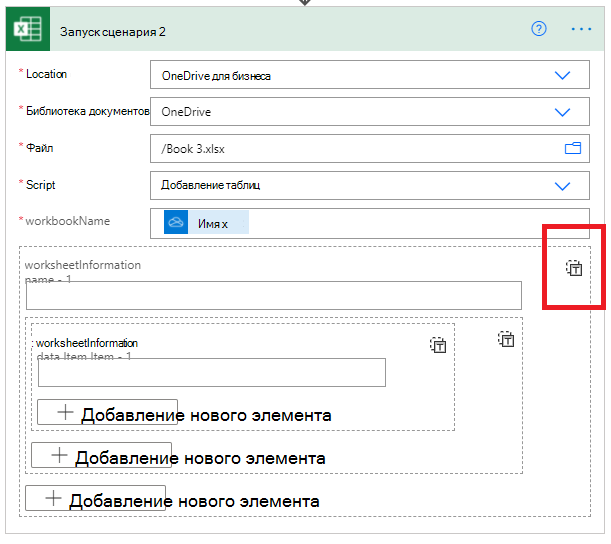 Запуск сценария 2
* Location
OneDrive для бизнеса
* Библиотека документов
OneDrive
* Файл
/Book 3.xlsx
* Script
Добавление таблиц
* workbookName
Имя x
worksheetInformation
name - 1
: worksheetInformation
data Item Item - 1
Добавление нового элемента
Добавление нового элемента
Добавление нового элемента